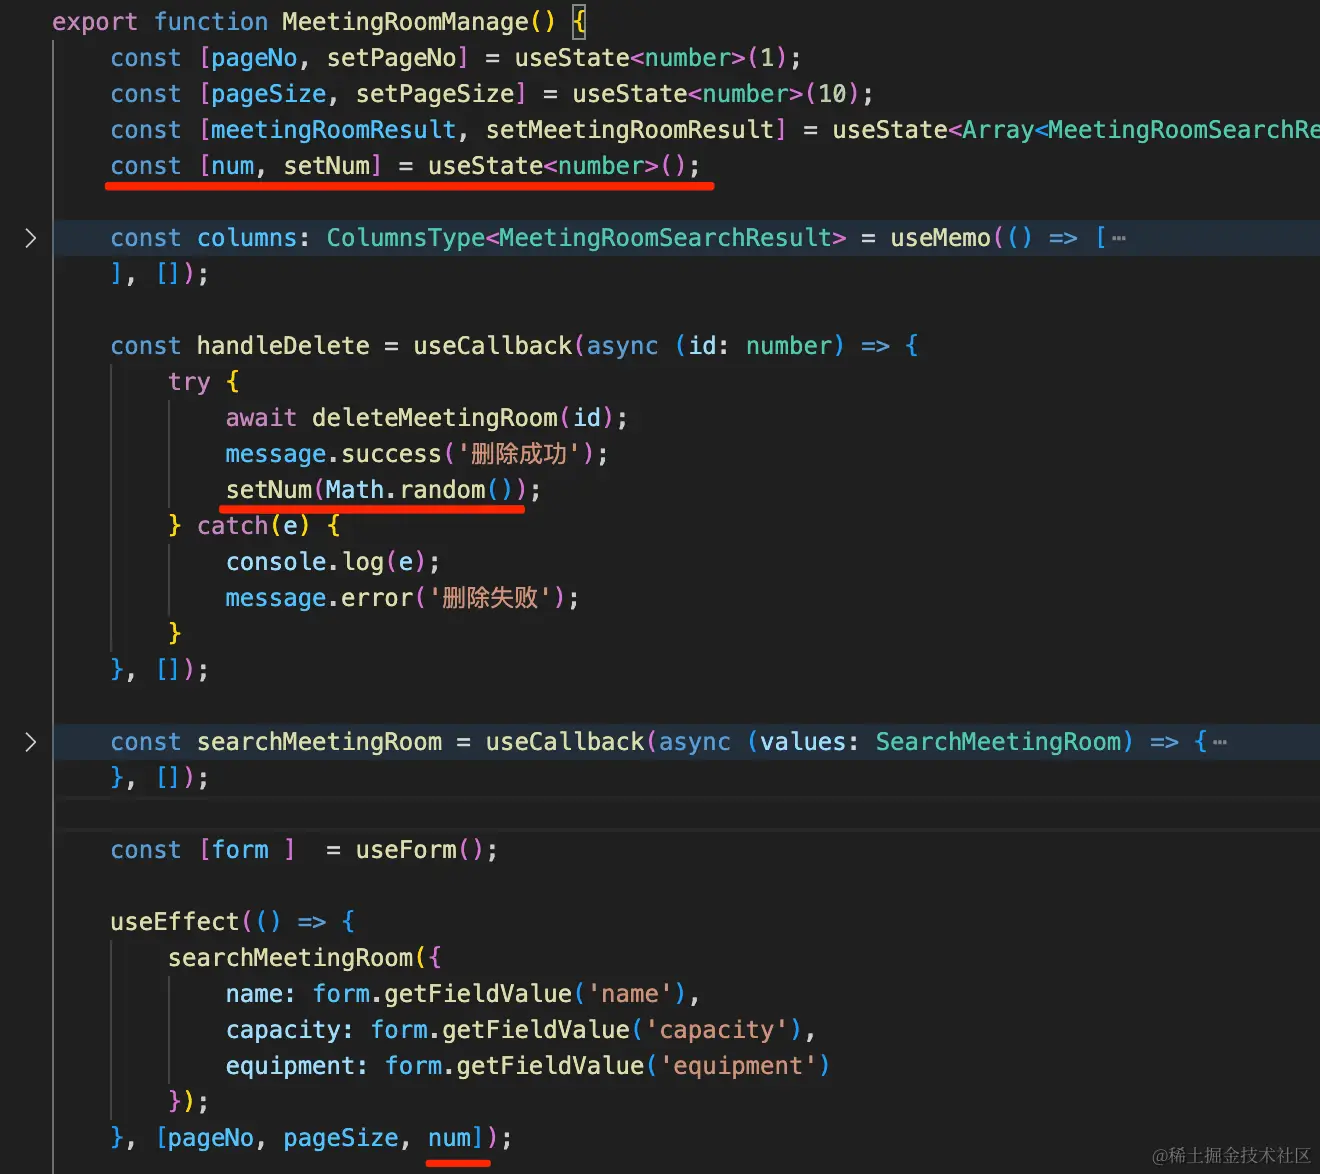 export function MeetingRoomManage() {
const [pageNo, setPageNo] = useState<number>(1);
const [pageSize, setPageSize] = useState<number>(10);
const [meetingRoomResult, setMeetingRoomResult] = useState<Array<MeetingRoomSearchRe
const [num, setNum] = useState<number>();
const columns: ColumnsType<MeetingRoomSearchResult> = useMemo(() => [⋯
], []);
const handleDelete = useCallback(async (id: number) => {
try {
await deleteMeetingRoom(id);
message.success('删除成功');
setNum(Math.random());
} catch(e) {
console.log(e);
message.error('删除失败');
}
}, []);
const searchMeetingRoom = useCallback(async (values: SearchMeetingRoom) => {⋯
}, []);
const [form ]  = useForm();
useEffect(() => {
searchMeetingRoom({
name: form.getFieldValue('name'),
capacity: form.getFieldValue('capacity'),
equipment: form.getFieldValue('equipment')
});
}, [pageNo, pageSize, num]);
@稀土掘金技术社区